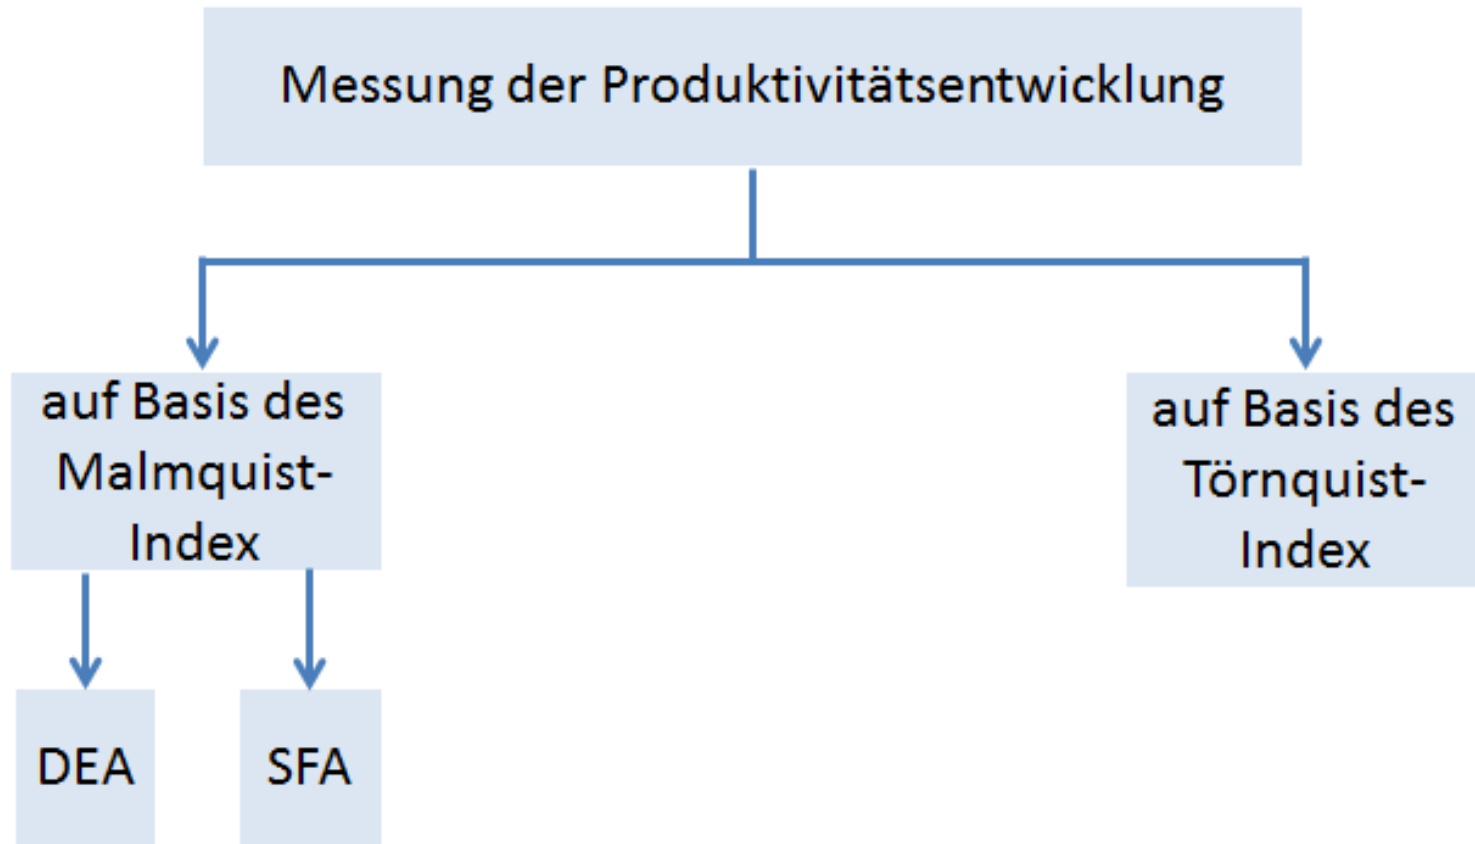 Messung der Produktivitätsentwicklung
auf Basis des
Malmquist-
Index
auf Basis des
Törnquist-
Index
DEA
SFA